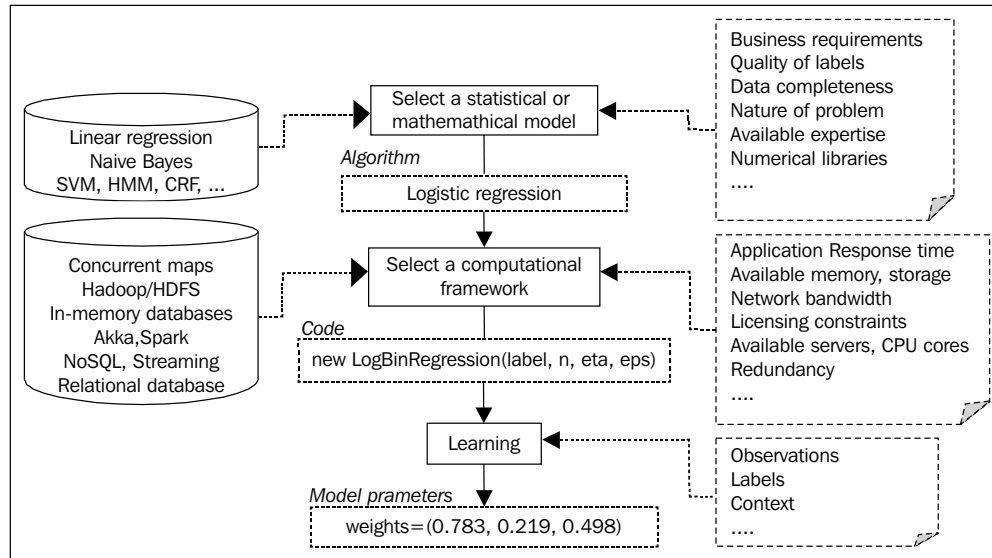 Linear regression
Naive Bayes
SVM, HMM, CRF, ...
Select a statistical or
mathemathical model
Business requirements
Quality of labels
Data completeness
Nature of problem
Available expertise
Numerical libraries
....
Algorithm
Logistic regression
Concurrent maps
Hadoop/HDFS
In-memory databases
Akka,Spark
NoSQL, Streaming
Relational database
Select a computational
framework
Application Response time
Available memory, storage
Network bandwidth
Licensing constraints
Available servers, CPU cores
Redundancy
....
Code
new LogBinRegression(label, n, eta, eps)
Learning
Observations
Labels
Context
....
Model prameters
weights=(0.783, 0.219, 0.498)